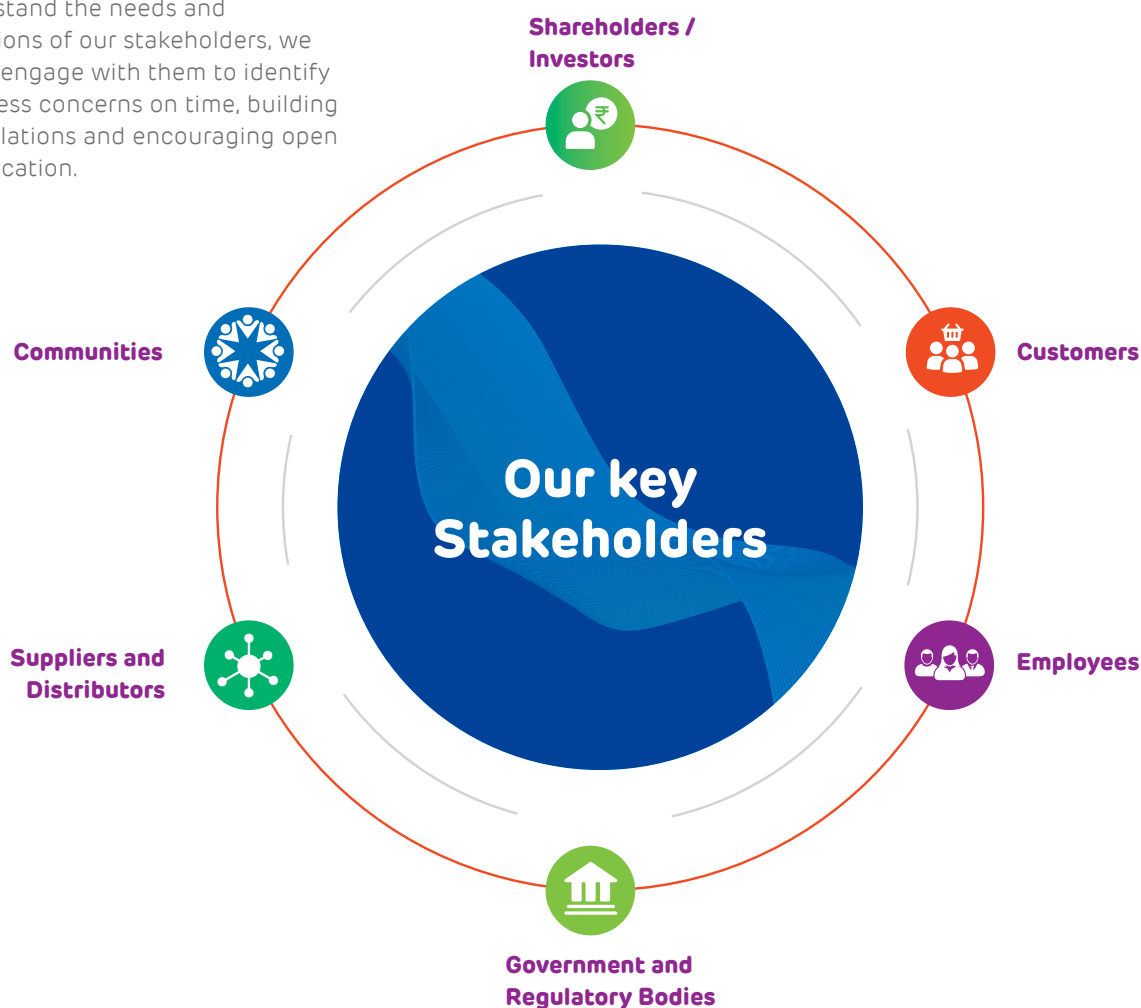 stand the needs and
ions of our stakeholders, we
engage with them to identify
ess concerns on time, building
lations and encouraging open
cation.
Shareholders /
Investors
₹
Communities
Customers
Our key
Stakeholders
Suppliers and
Distributors
Employees
Government and
Regulatory Bodies